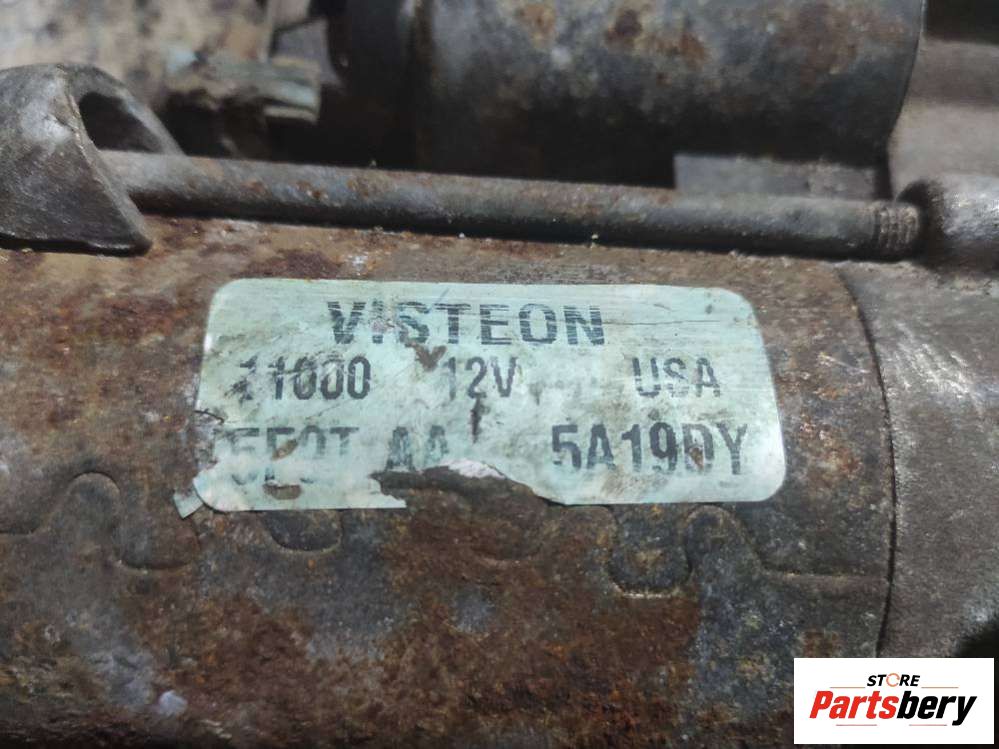 VISTEON
11000 12V USA
AA 5A19DY
STORE
Partsbery